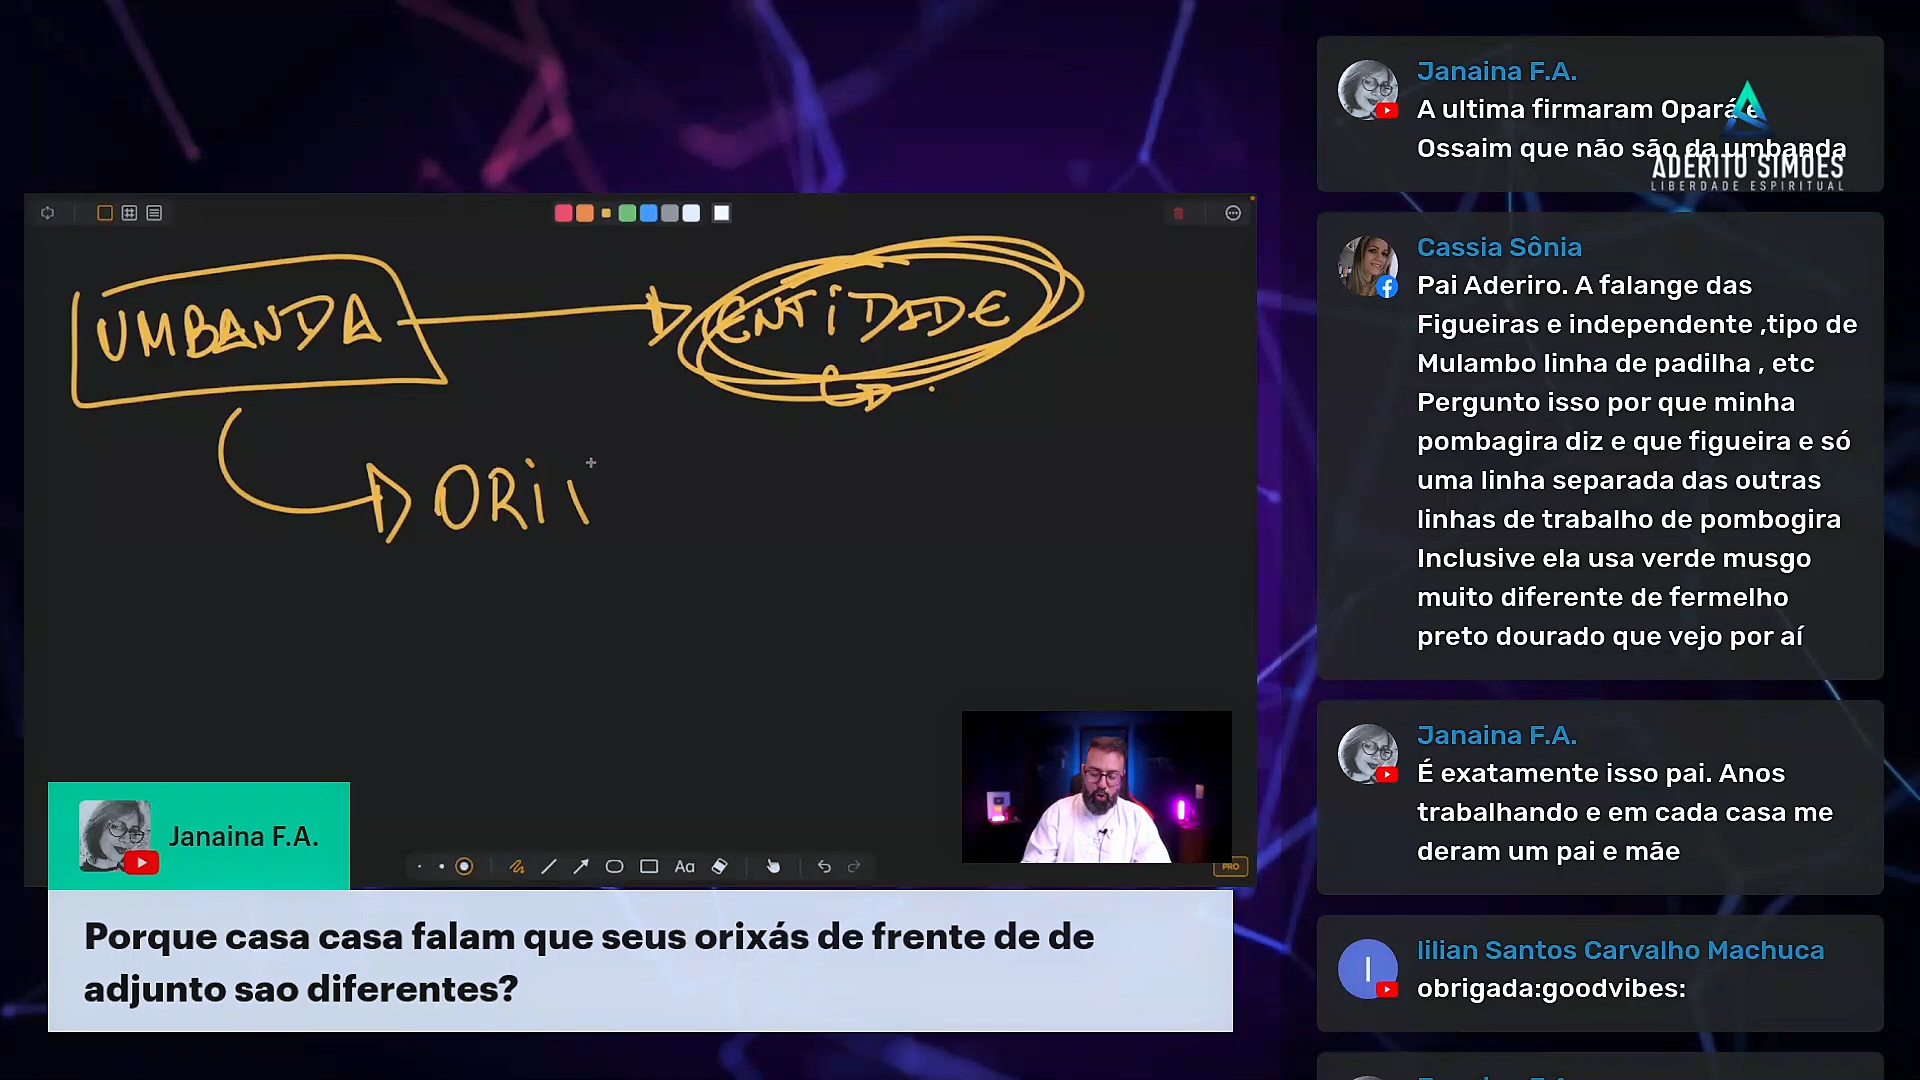 UMBANDA
ENTIDADE
ORI
Aa
PRO
Janaina F.A.
Porque casa casa falam que seus orixás de frente de de
adjunto sao diferentes?
Janaina F.A.
A ultima firmaram Opará e
Ossaim que não são da umbanda
ADÉRITO SIMÕES
LIBERDADE ESPIRITUAL
Cassia Sônia
Pai Aderiro. A falange das
Figueiras e independente ,tipo de
Mulambo linha de padilha , etc
Pergunto isso por que minha
pombagira diz e que figueira e só
uma linha separada das outras
linhas de trabalho de pombogira
Inclusive ela usa verde musgo
muito diferente de fermelho
preto dourado que vejo por aí
Janaina F.A.
É exatamente isso pai. Anos
trabalhando e em cada casa me
deram um pai e mãe
lilian Santos Carvalho Machuca
obrigada:goodvibes: